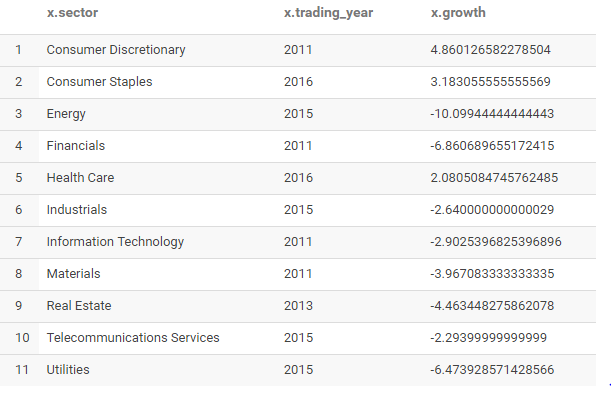 x.sector x.trading_year x.growth
1 Consumer Discretionary 2011 4.860126582278504
2 Consumer Staples 2016 3.183055555555569
3 Energy 2015 -10.09944444444443
4 Financials 2011 -6.860689655172415
5 Health Care 2016 2.0805084745762485
6 Industrials 2015 -2.640000000000029
7 Information Technology 2011 -2.9025396825396896
8 Materials 2011 -3.967083333333335
9 Real Estate 2013 -4.463448275862078
10 Telecommunications Services 2015 -2.29399999999999
11 Utilities 2015 -6.473928571428566